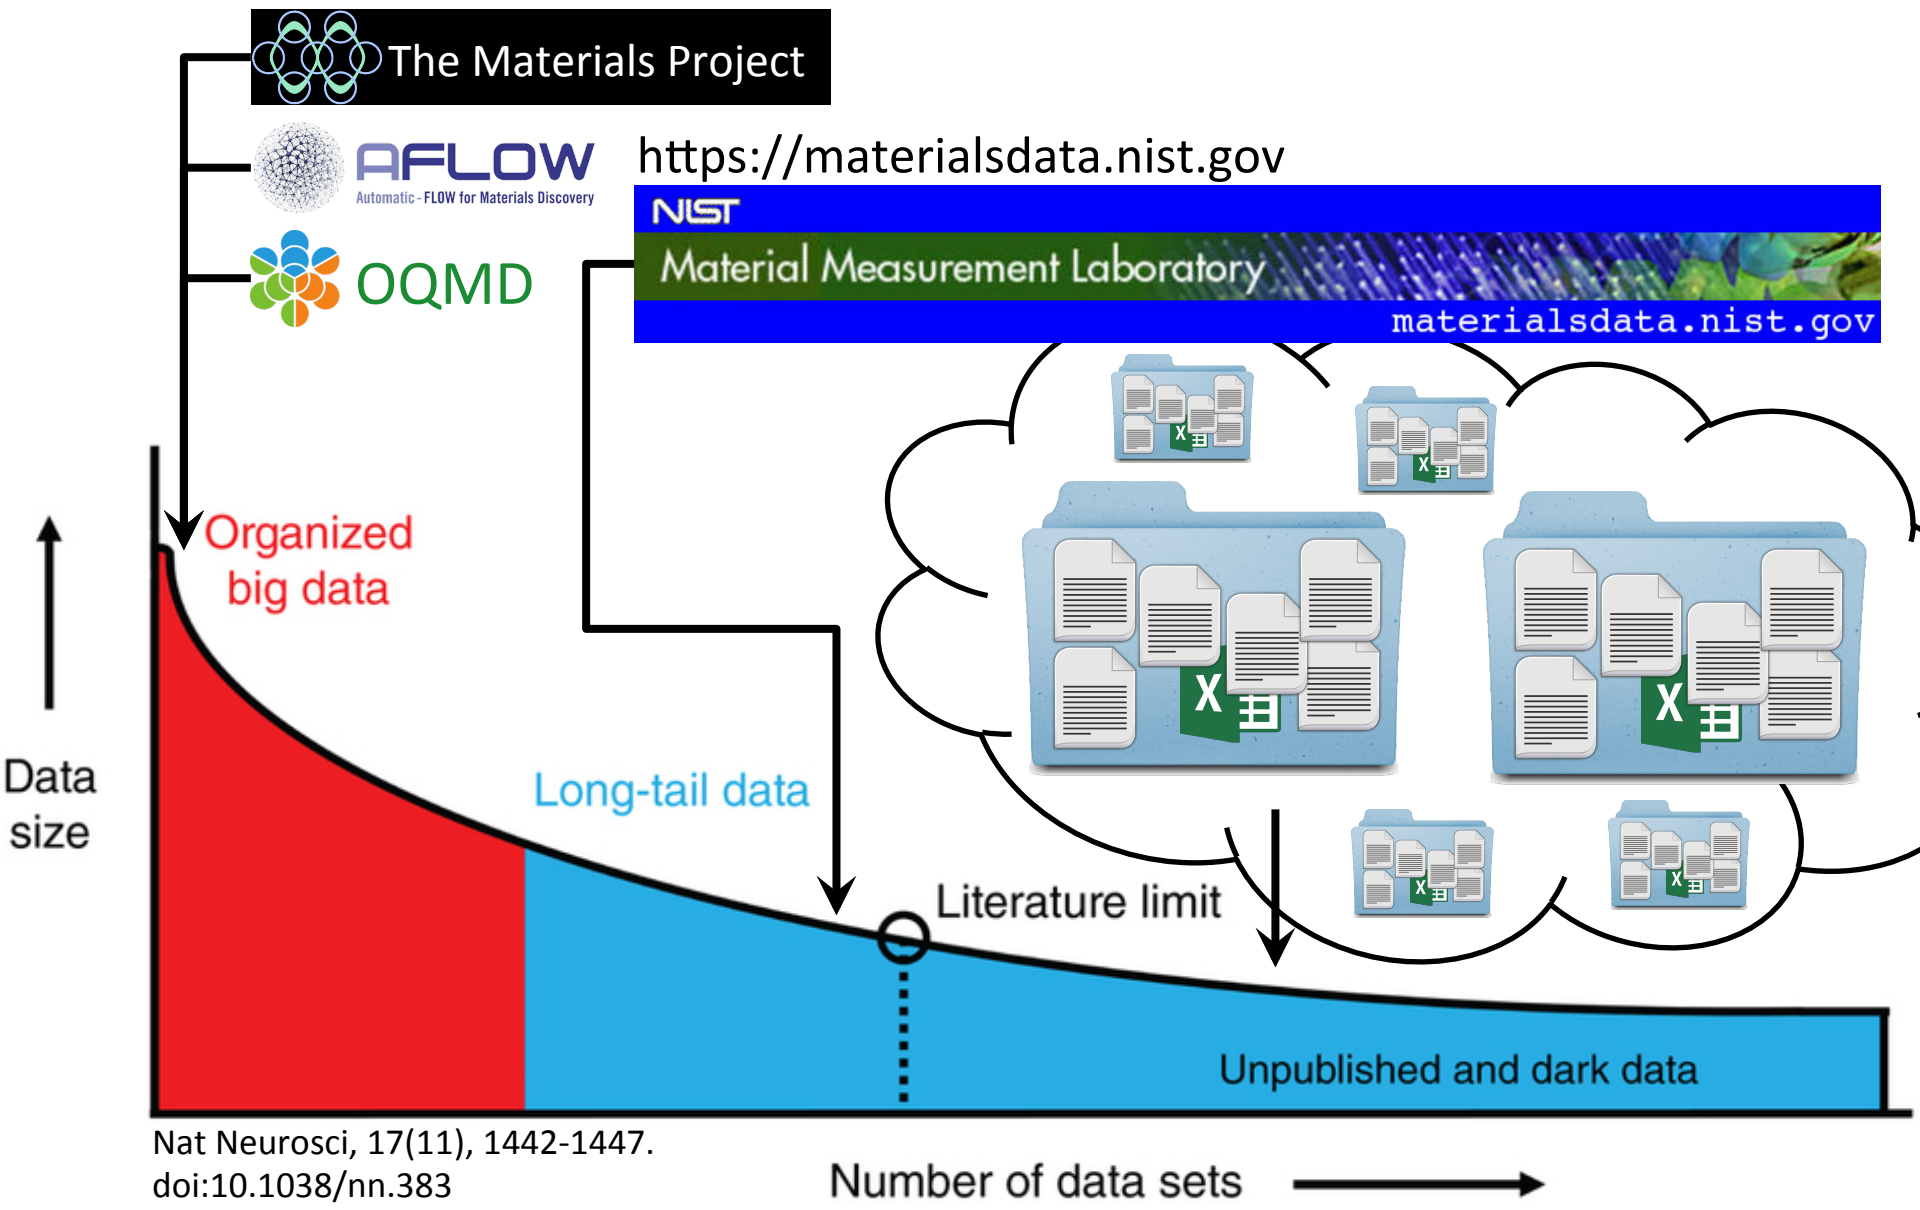 The Materials Project
AFLOW
Automatic - FLOW for Materials Discovery
OQMD
https://materialsdata.nist.gov
NIST
Material Measurement Laboratory
materialsdata.nist.gov
Organized
big data
Data
size
Long-tail data
Literature limit
Unpublished and dark data
X
X
X
X
X
X
Nat Neurosci, 17(11), 1442-1447.
doi:10.1038/nn.383
Number of data sets